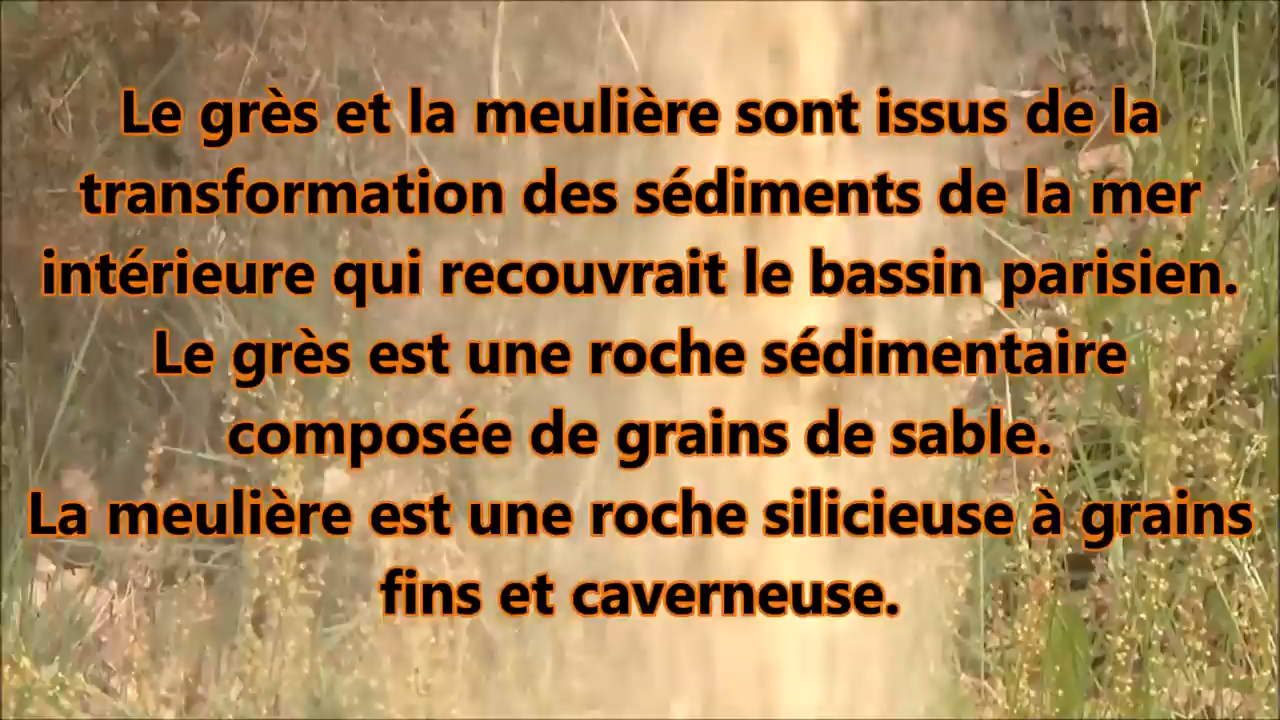 Le grès et la meulière sont issus de la
transformation des sédiments de la mer
intérieure qui recouvrait le bassin parisien.
Le grès est une roche sédimentaire
composée de grains de sable.
La meulière est une roche silicieuse à grains
fins et caverneuse.